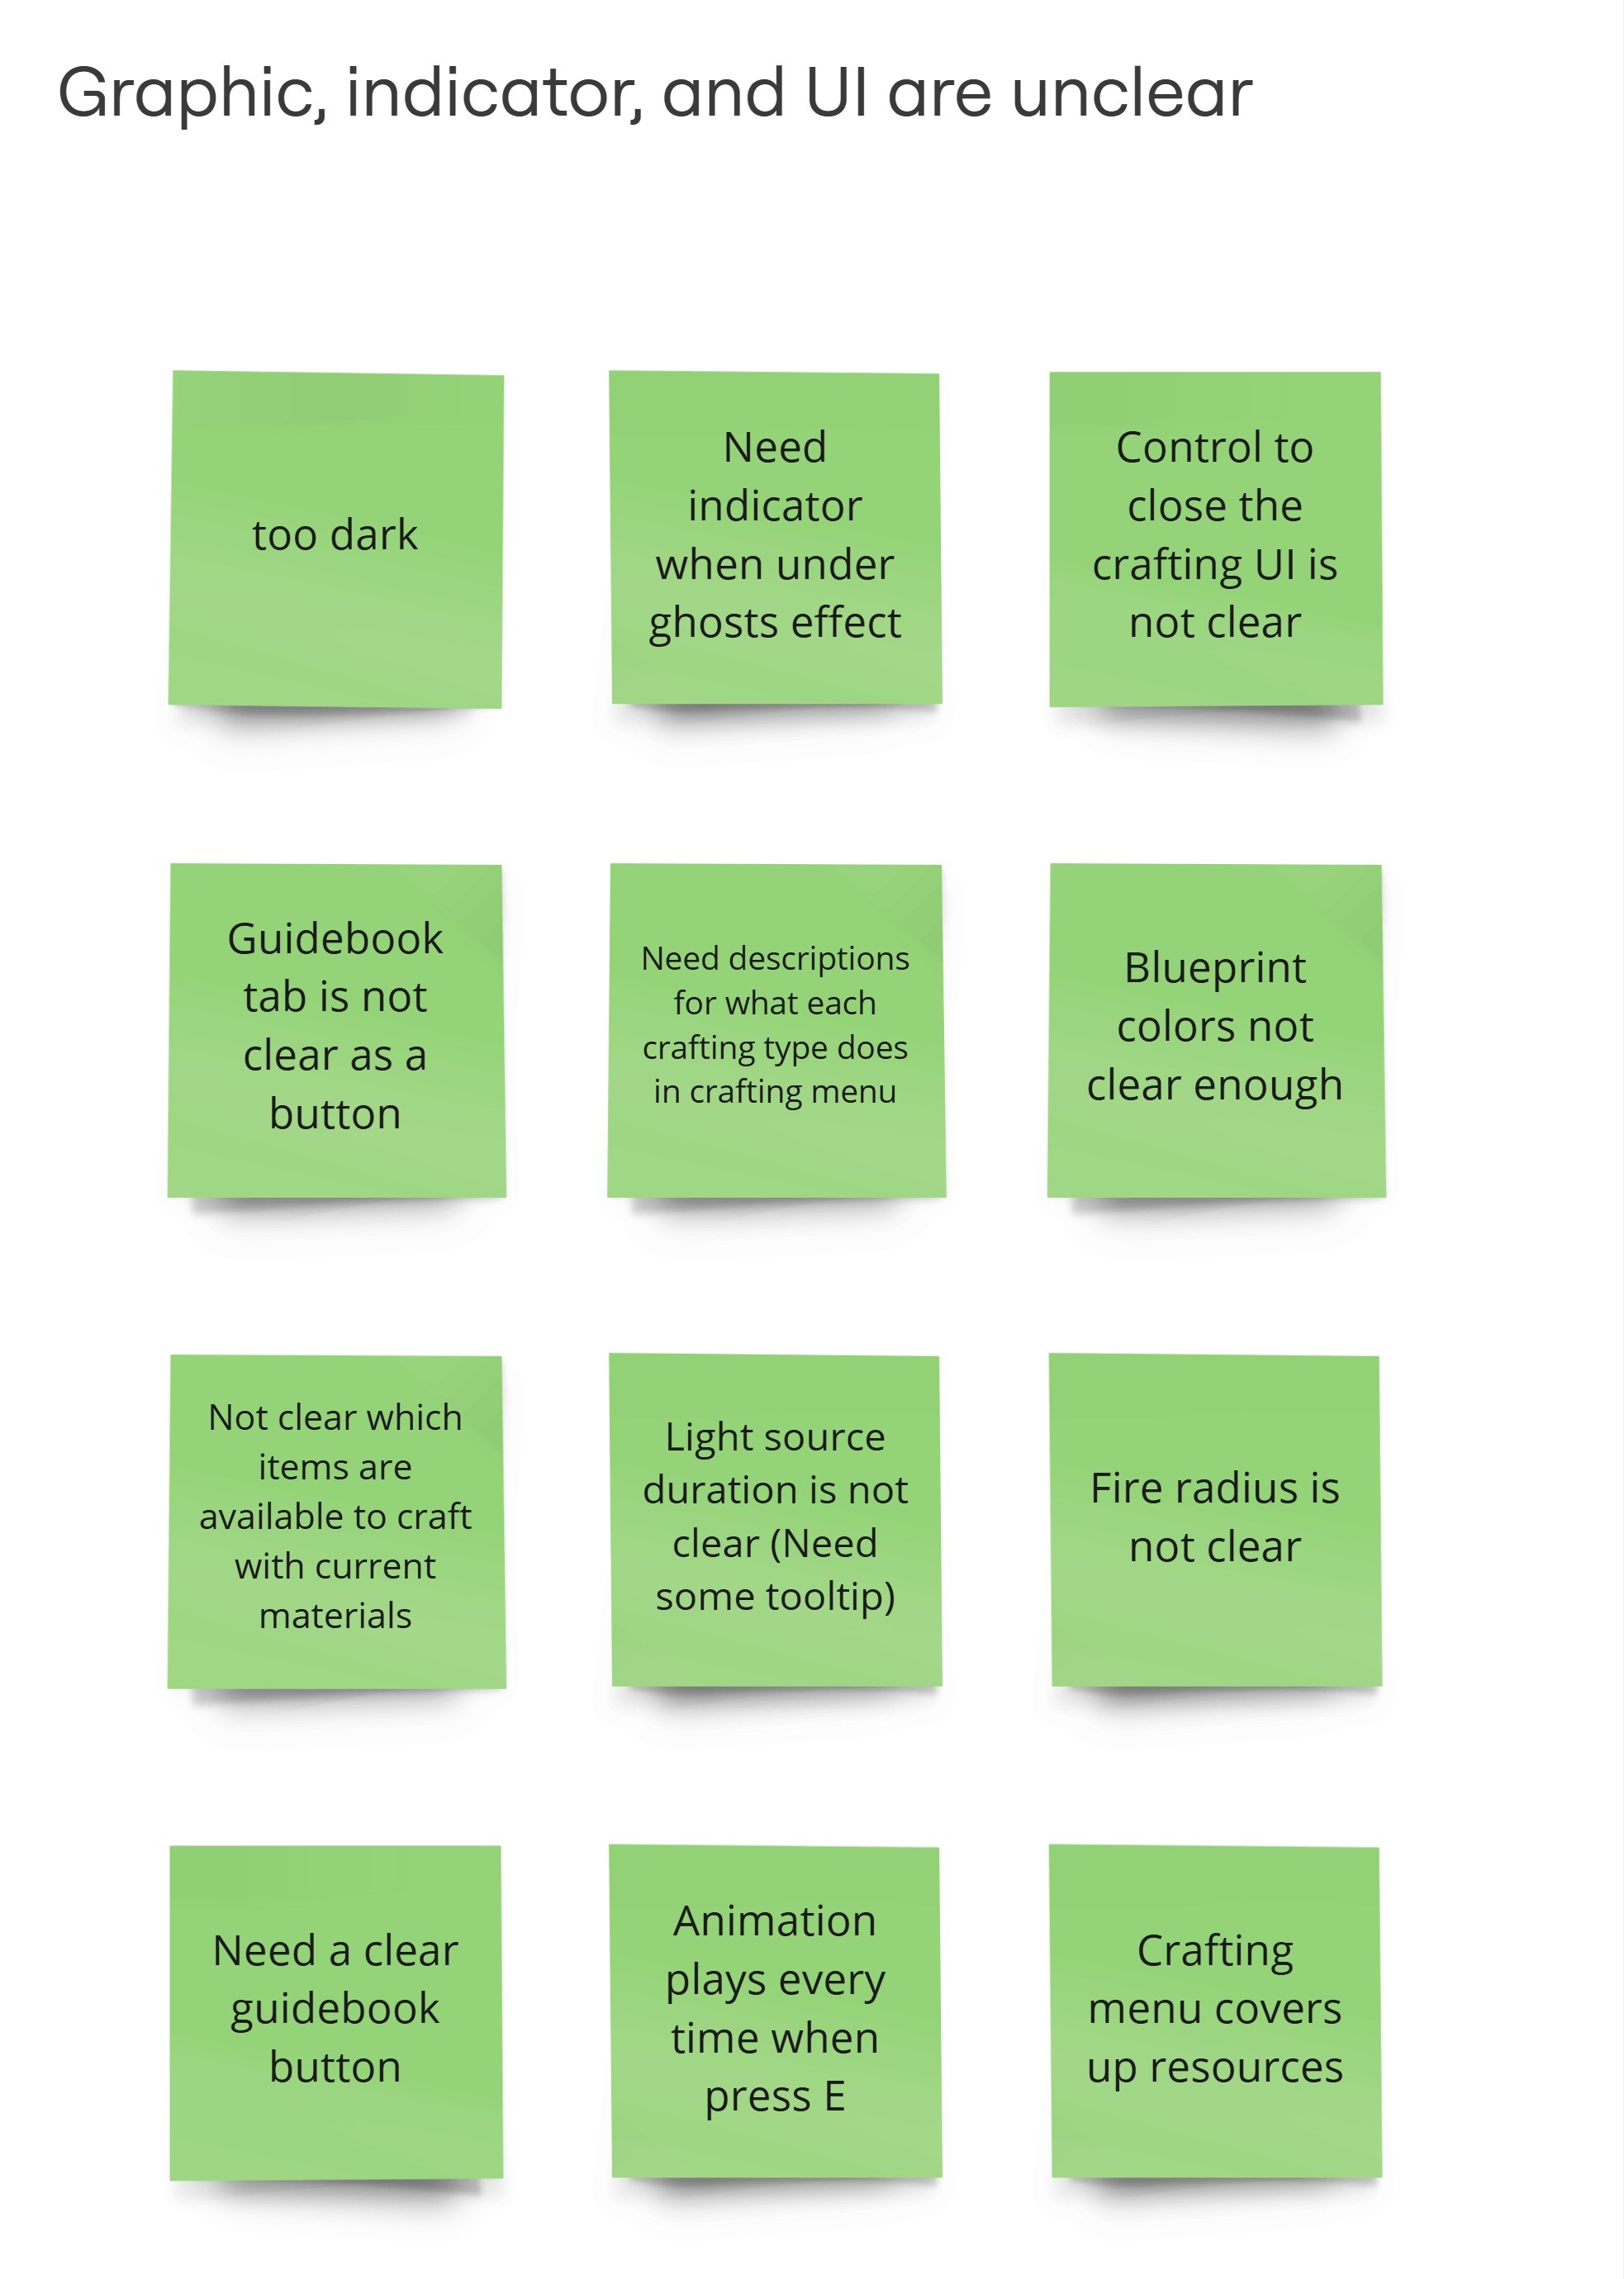 Graphic, indicator, and UI are unclear
too dark
Need
indicator
when under
ghosts effect
Control to
close the
crafting UI is
not clear
Guidebook
tab is not
clear as a
button
Need descriptions
for what each
crafting type does
in crafting menu
Blueprint
colors not
clear enough
Not clear which
items are
available to craft
with current
materials
Light source
duration is not
clear (Need
some tooltip)
Fire radius is
not clear
Need a clear
guidebook
button
Animation
plays every
time when
press E
Crafting
menu covers
up resources